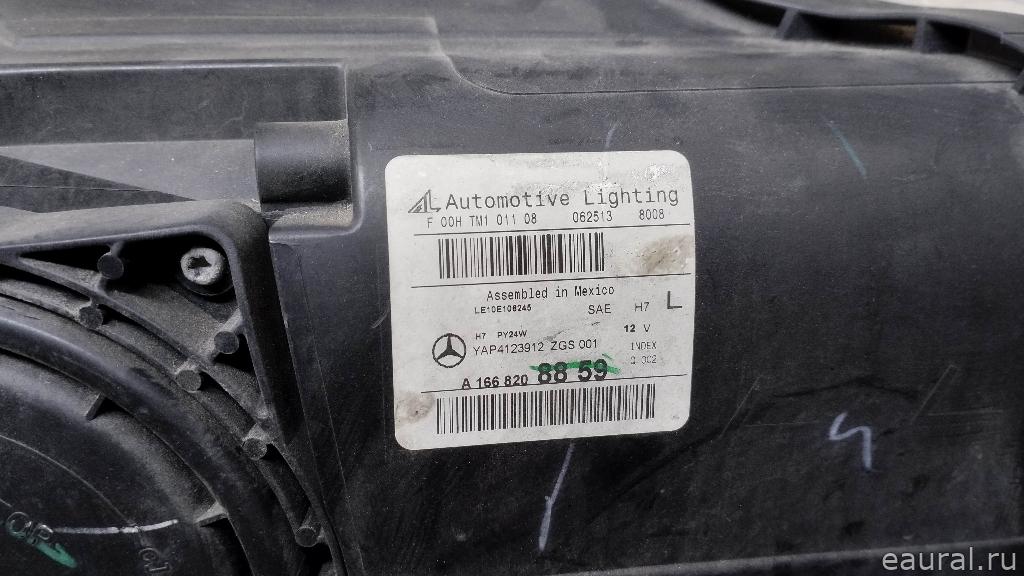 Automotive Lighting
F 00H TM1 011 08 062513 8008
Assembled in Mexico
LE10E106245 SAE H7 L
H7 PY24W 12 V
YAP4123912 ZGS 001 INDEX
A 166 820 88 59
eaural.ru